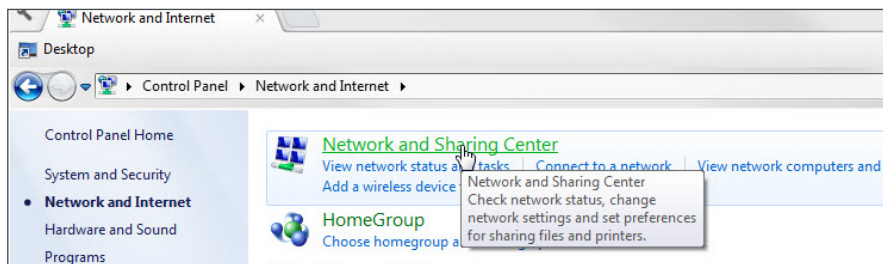 Network and Internet
Desktop
Control Panel Network and Internet
Control Panel Home
System and Security
Network and Internet
Hardware and Sound
Programs
Network and Sharing Center
View network status and tasks Connect to a network View network computers and
Add a wireless device
Network and Sharing Center
Check network status, change
network settings and set preferences
for sharing files and printers.
HomeGroup
Choose homegroup